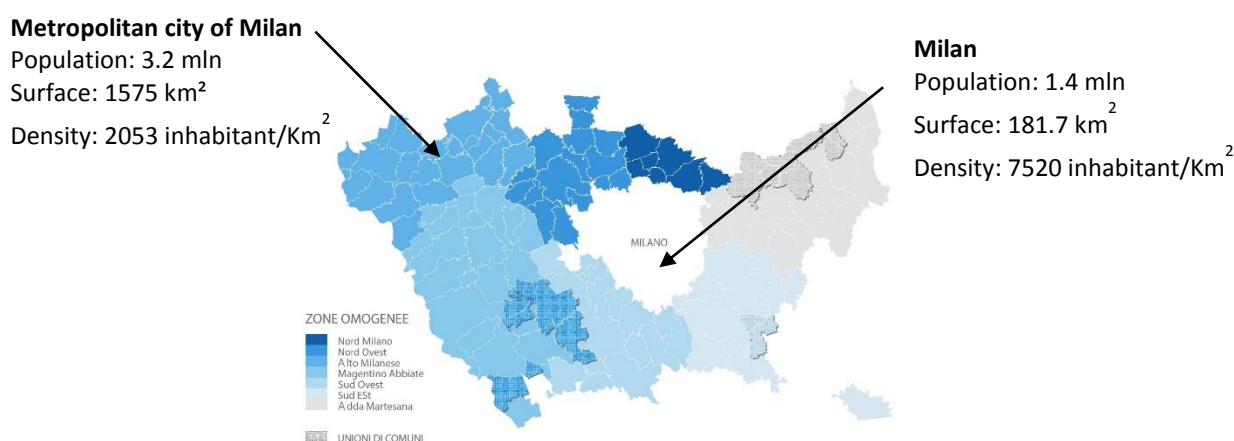 Metropolitan city of Milan
Population: 3.2 mln
Surface: 1575 km²
Density: 2053 inhabitant/Km²
Milan
Population: 1.4 mln
Surface: 181.7 km²
Density: 7520 inhabitant/Km²
MILANO
ZONE OMOGENEE
Nord Milano
Nord Ovest
Alto Milanese
Magentino Abbiate
Sud Ovest
Sud ESt
Adda Martesana
UNIONI DI COMUNI